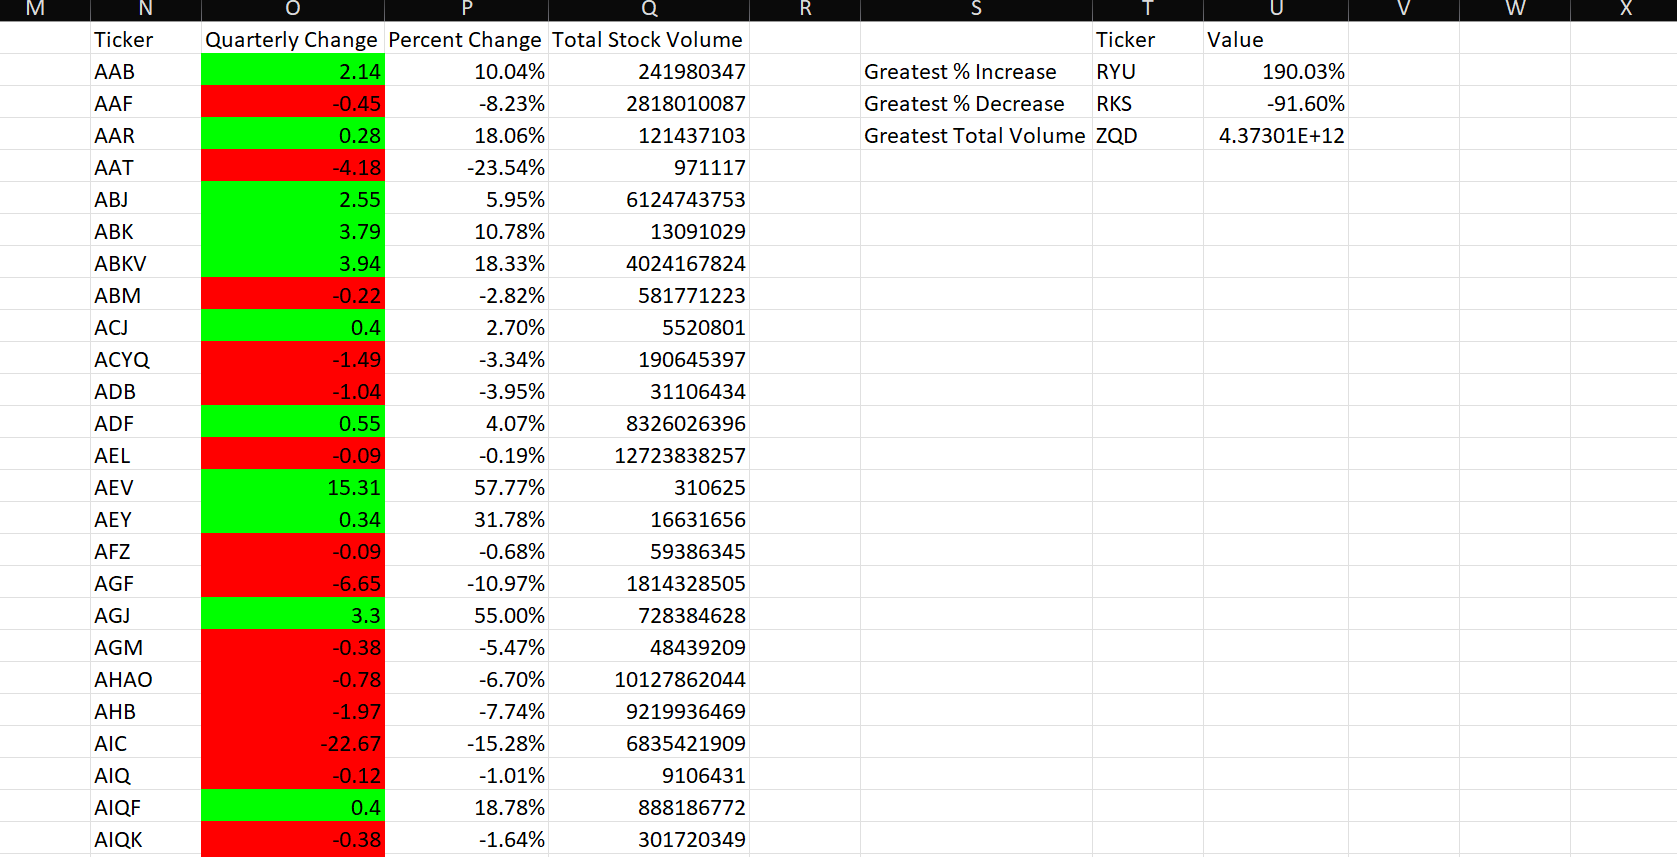 M N O P Q R S T U V W X
Ticker Quarterly Change Percent Change Total Stock Volume Ticker Value
AAB 2.14 10.04% 241980347 Greatest % Increase RYU 190.03%
AAF -0.45 -8.23% 2818010087 Greatest % Decrease RKS -91.60%
AAR 0.28 18.06% 121437103 Greatest Total Volume ZQD 4.37301E+12
AAT -4.18 -23.54% 971117
ABJ 2.55 5.95% 6124743753
ABK 3.79 10.78% 13091029
ABKV 3.94 18.33% 4024167824
ABM -0.22 -2.82% 581771223
ACJ 0.4 2.70% 5520801
ACYQ -1.49 -3.34% 190645397
ADB -1.04 -3.95% 31106434
ADF 0.55 4.07% 8326026396
AEL -0.09 -0.19% 12723838257
AEV 15.31 57.77% 310625
AEY 0.34 31.78% 16631656
AFZ -0.09 -0.68% 59386345
AGF -6.65 -10.97% 1814328505
AGJ 3.3 55.00% 728384628
AGM -0.38 -5.47% 48439209
AHAO -0.78 -6.70% 10127862044
AHB -1.97 -7.74% 9219936469
AIC -22.67 -15.28% 6835421909
AIQ -0.12 -1.01% 9106431
AIQF 0.4 18.78% 888186772
AIQK -0.38 -1.64% 301720349